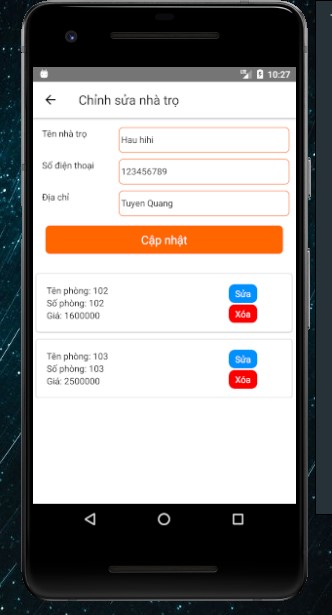 10:27
Chỉnh sửa nhà trọ
Tên nhà trọ
Hau hihi
Số điện thoại
123456789
Địa chỉ
Tuyen Quang
Cập nhật
Tên phòng: 102
Số phòng: 102
Giá: 1600000
Sửa
Xóa
Tên phòng: 103
Số phòng: 103
Giá: 2500000
Sửa
Xóa